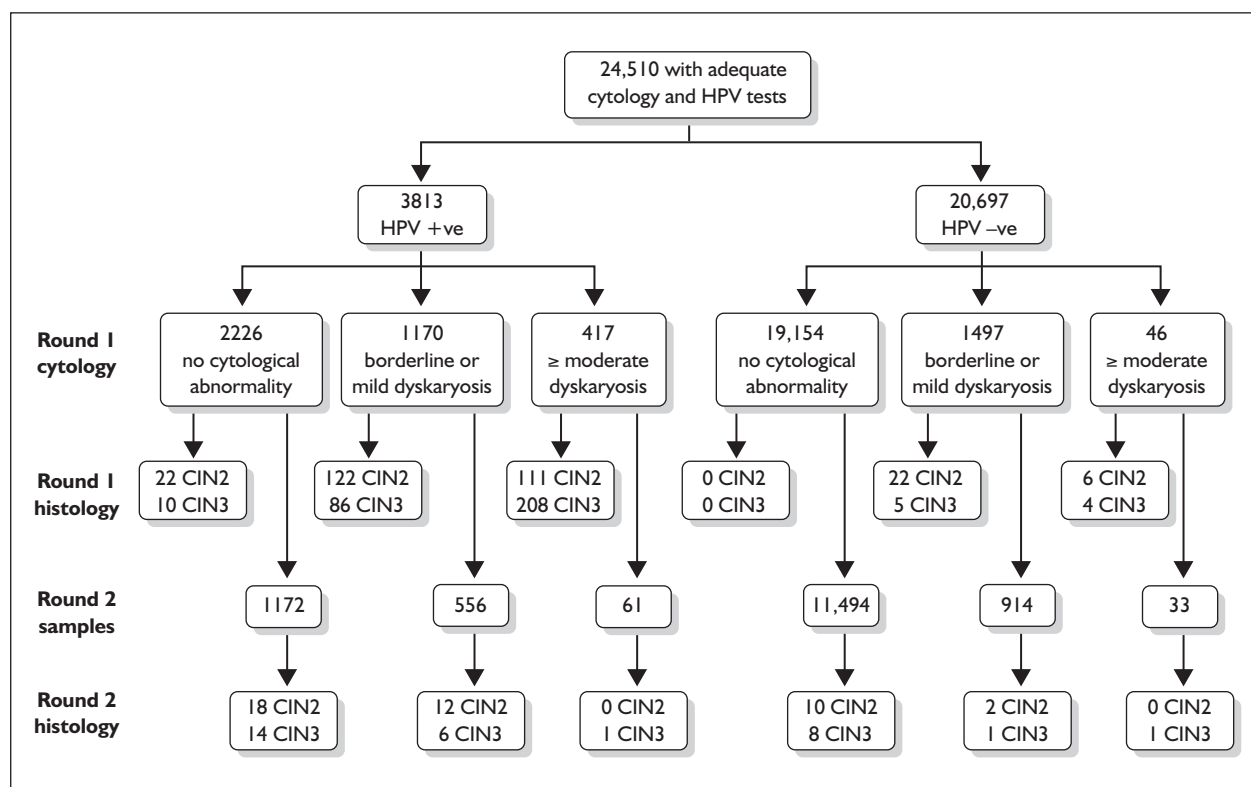 24,510 with adequate
cytology and HPV tests
3813
HPV +ve
20,697
HPV –ve
Round 1
cytology
2226
no cytological
abnormality
1170
borderline or
mild dyskaryosis
417
≥ moderate
dyskaryosis
19,154
no cytological
abnormality
1497
borderline or
mild dyskaryosis
46
≥ moderate
dyskaryosis
Round 1
histology
22 CIN2
10 CIN3
122 CIN2
86 CIN3
111 CIN2
208 CIN3
0 CIN2
0 CIN3
22 CIN2
5 CIN3
6 CIN2
4 CIN3
Round 2
samples
1172
556
61
11,494
914
33
Round 2
histology
18 CIN2
14 CIN3
12 CIN2
6 CIN3
0 CIN2
1 CIN3
10 CIN2
8 CIN3
2 CIN2
1 CIN3
0 CIN2
1 CIN3